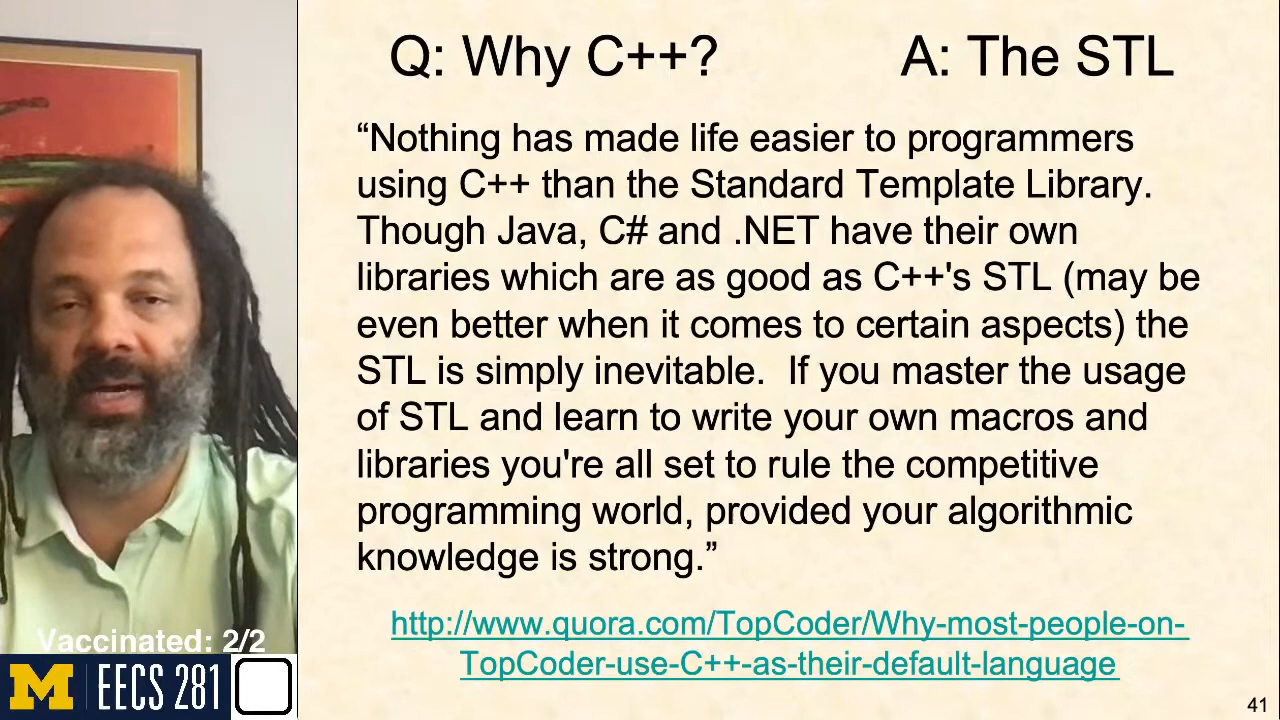 Q: Why C++?
A: The STL
“Nothing has made life easier to programmers
using C++ than the Standard Template Library.
Though Java, C# and .NET have their own
libraries which are as good as C++'s STL (may be
even better when it comes to certain aspects) the
STL is simply inevitable.  If you master the usage
of STL and learn to write your own macros and
libraries you're all set to rule the competitive
programming world, provided your algorithmic
knowledge is strong.”
http://www.quora.com/TopCoder/Why-most-people-on-
TopCoder-use-C++-as-their-default-language
Vaccinated: 2/2
M EECS 281
41